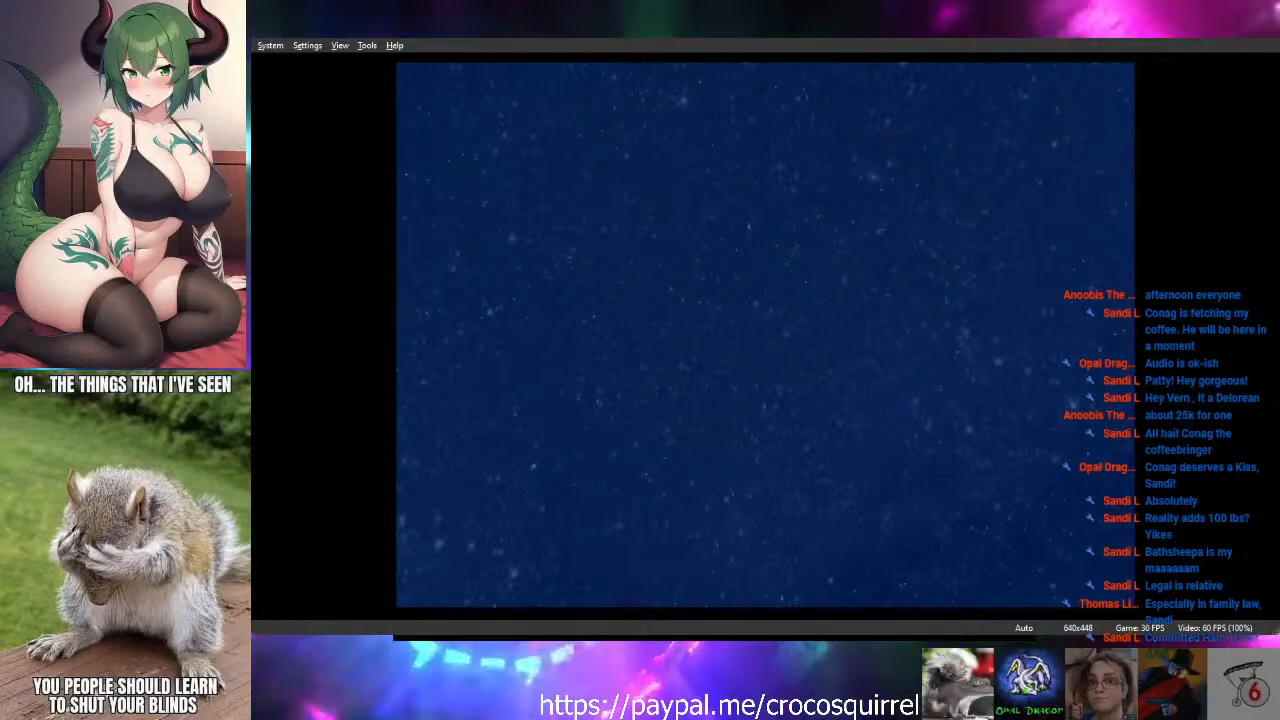 System Settings View Tools Help
Anoobis The ... afternoon everyone
Sandi L Conag is fetching my
coffee. He will be here in
a moment
Opal Drag... Audio is ok-ish
Sandi L Patty! Hey gorgeous!
Sandi L Hey Vern , it a Delorean
Anoobis The ... about 25k for one
Sandi L All hail Conag the
coffeebringer
Opal Drag... Conag deserves a Kiss,
Sandi!
Sandi L Absolutely
Sandi L Reality adds 100 lbs?
Yikes
Sandi L Bathsheepa is my
maaaaaam
Sandi L Legal is relative
Thomas Li... Especially in family law,
Sandi
Sandi L Committed
Auto 640x448 Game: 30 FPS Video: 60 FPS (100%)
OH... THE THINGS THAT I'VE SEEN
YOU PEOPLE SHOULD LEARN
TO SHUT YOUR BLINDS
https://paypal.me/crocosquirrel
OPAL DRAGON
6